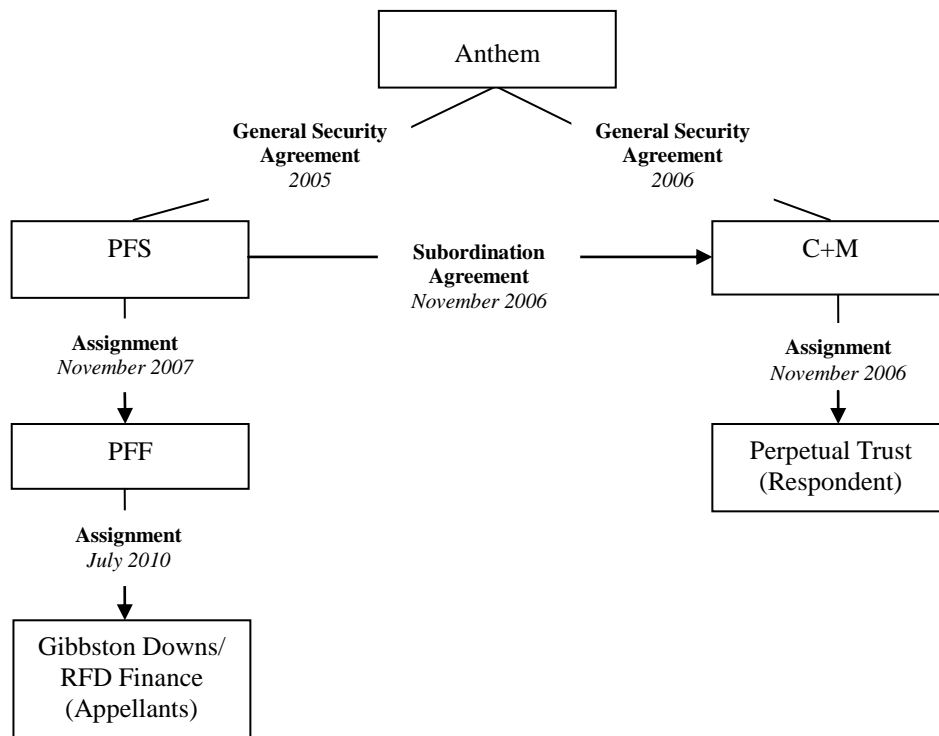 Anthem
General Security
Agreement
2005
General Security
Agreement
2006
PFS
Subordination
Agreement
November 2006
C+M
Assignment
November 2007
Assignment
November 2006
PFF
Perpetual Trust
(Respondent)
Assignment
July 2010
Gibbston Downs/
RFD Finance
(Appellants)